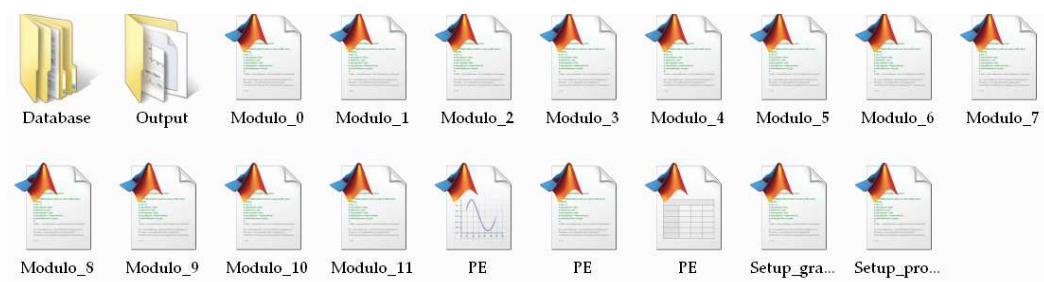 Database Output Modulo_0 Modulo_1 Modulo_2 Modulo_3 Modulo_4 Modulo_5 Modulo_6 Modulo_7
Modulo_8 Modulo_9 Modulo_10 Modulo_11 PE PE PE Setup_gra... Setup_pro...